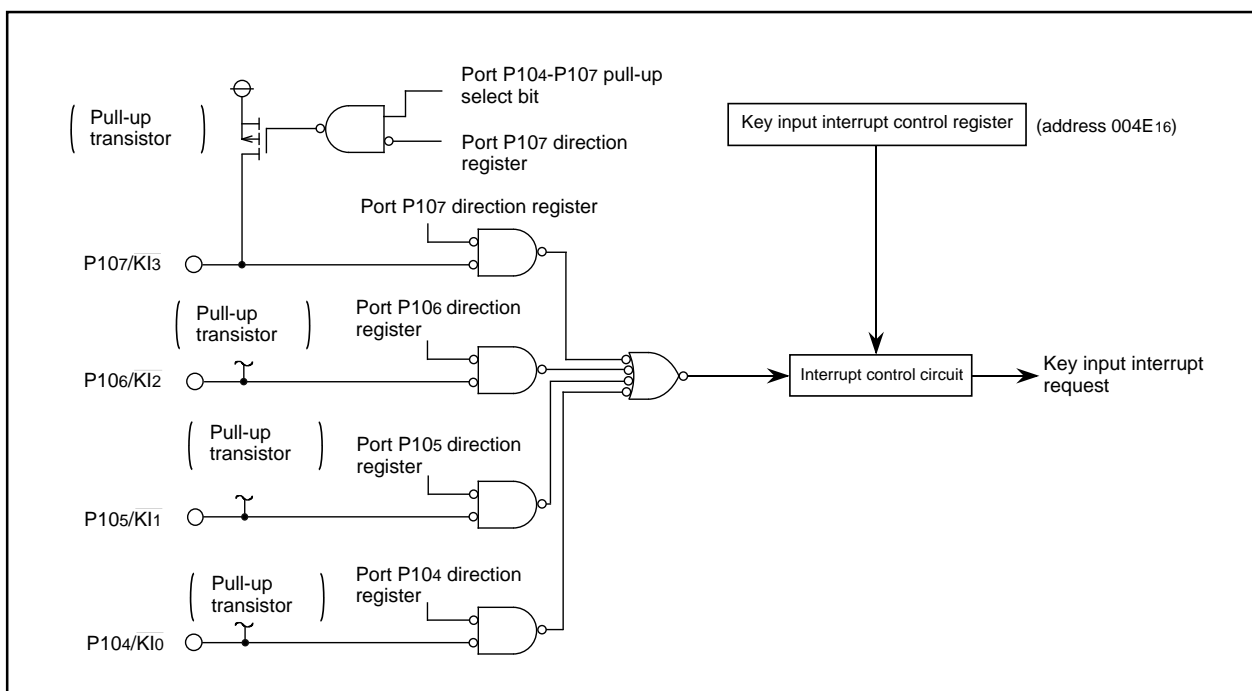 Port P104-P107 pull-up
select bit
( Pull-up
transistor )
Port P107 direction
register
Key input interrupt control register
(address 004E16)
Port P107 direction register
P107/KI3
( Pull-up
transistor )
Port P106 direction
register
P106/KI2
Interrupt control circuit
Key input interrupt
request
( Pull-up
transistor )
Port P105 direction
register
P105/KI1
( Pull-up
transistor )
Port P104 direction
register
P104/KI0